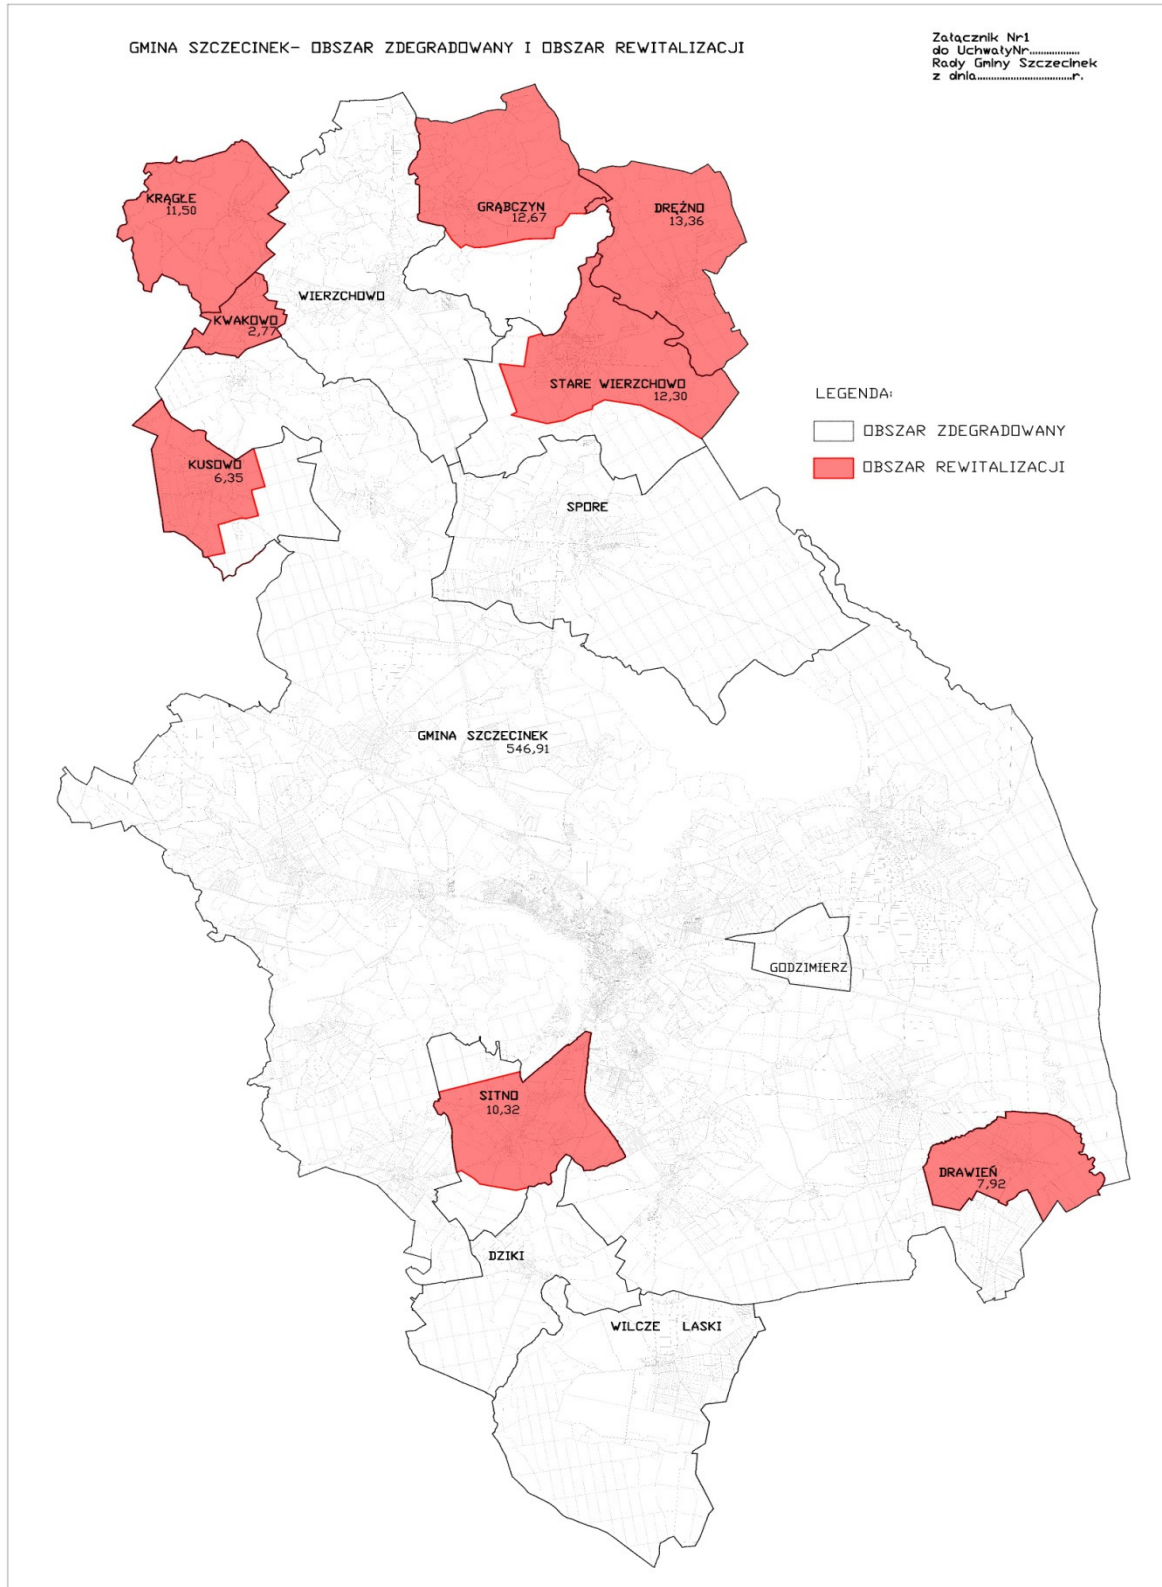 GMINA SZCZECINEK- OBSZAR ZDEGRADOWANY I OBSZAR REWITALIZACJI
Załącznik Nr1
do UchwałyNr..................
Rady Gminy Szczecinek
z dnia..................................r.
KRĄGŁE
11,50
GRĄBCZYN
12,67
DRĘŻNO
13,36
WIERZCHOWO
KWAKOWO
2,77
STARE WIERZCHOWO
12,30
LEGENDA:
OBSZAR ZDEGRADOWANY
OBSZAR REWITALIZACJI
KUSOWO
6,35
SPORE
GMINA SZCZECINEK
546,91
GODZIMIERZ
SITNO
10,32
DRAWIEŃ
7,92
DZIKI
WILCZE LASKI